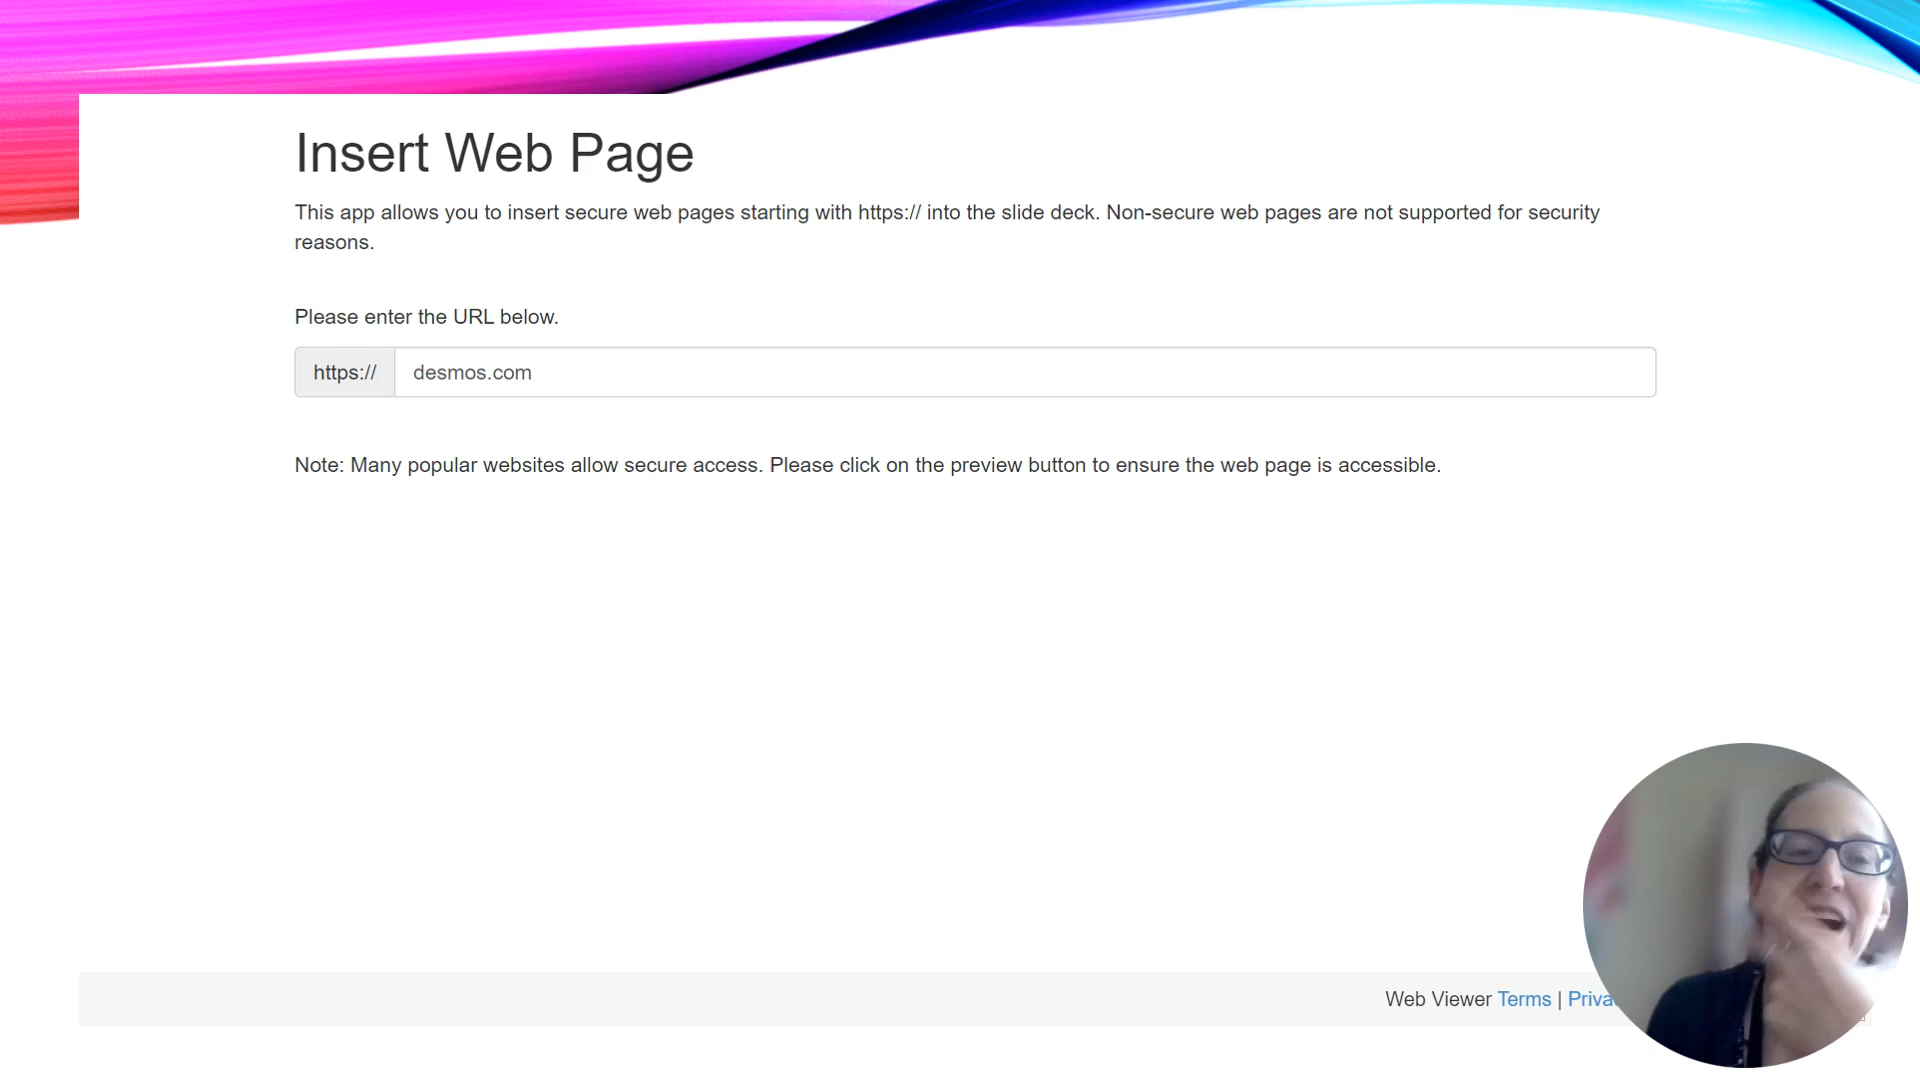 Insert Web Page
This app allows you to insert secure web pages starting with https:// into the slide deck. Non-secure web pages are not supported for security
reasons.
Please enter the URL below.
https:// desmos.com
Note: Many popular websites allow secure access. Please click on the preview button to ensure the web page is accessible.
Web Viewer Terms |